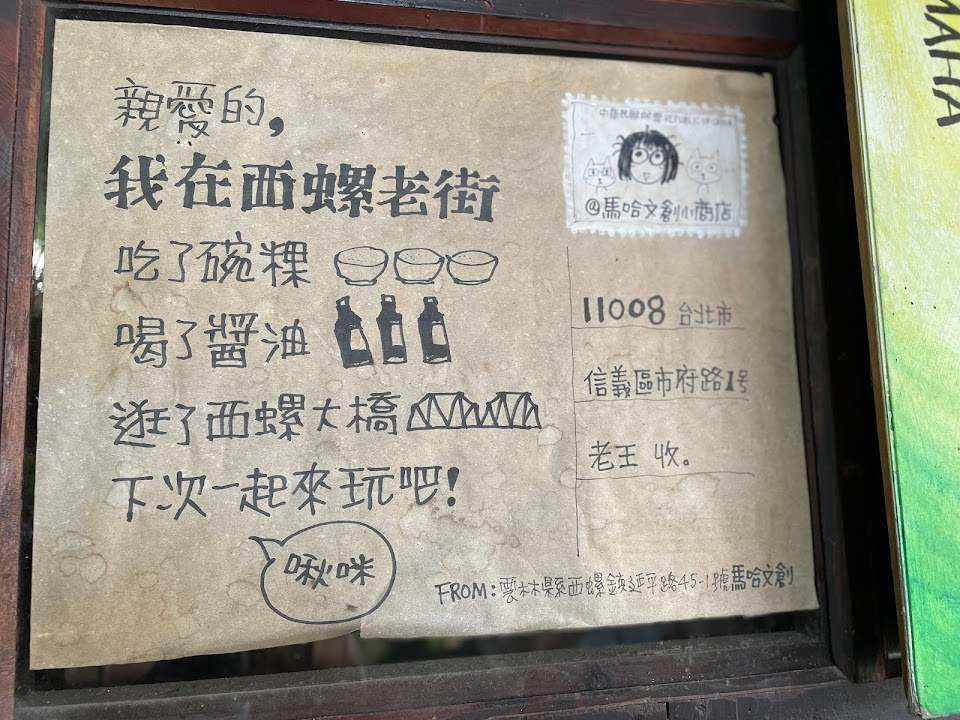 親愛的,
我在西螺老街
吃了碗粿
喝了醬油
逛了西螺大橋
下次一起來玩吧!
啾咪
@馬哈文創小商店
11008 台北市
信義區市府路1号
老王 收。
FROM:雲林縣西螺鎮延平路45-1號馬哈文創
MAHA